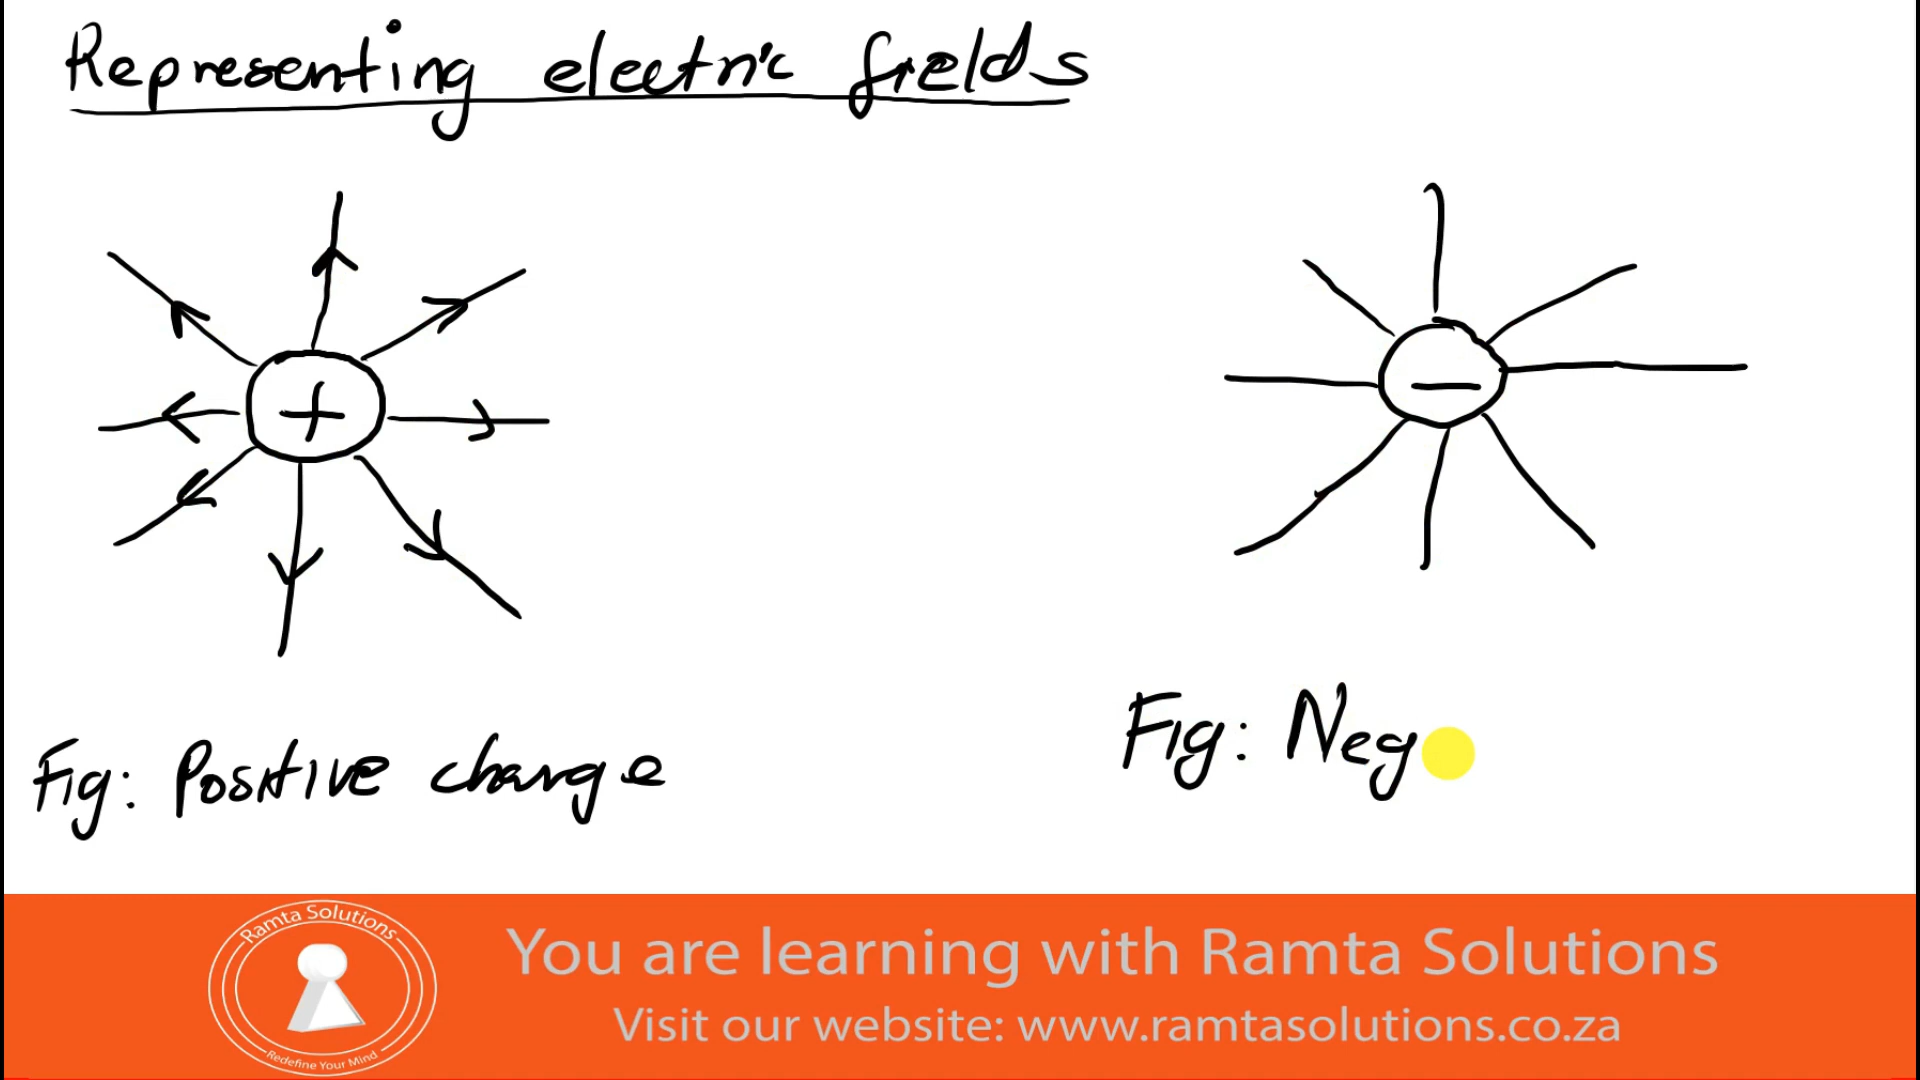 Representing electric fields
+
−
Fig: Positive charge
Fig: Neg
Ramta Solutions
Redefine Your Mind
You are learning with Ramta Solutions
Visit our website: www.ramtasolutions.co.za